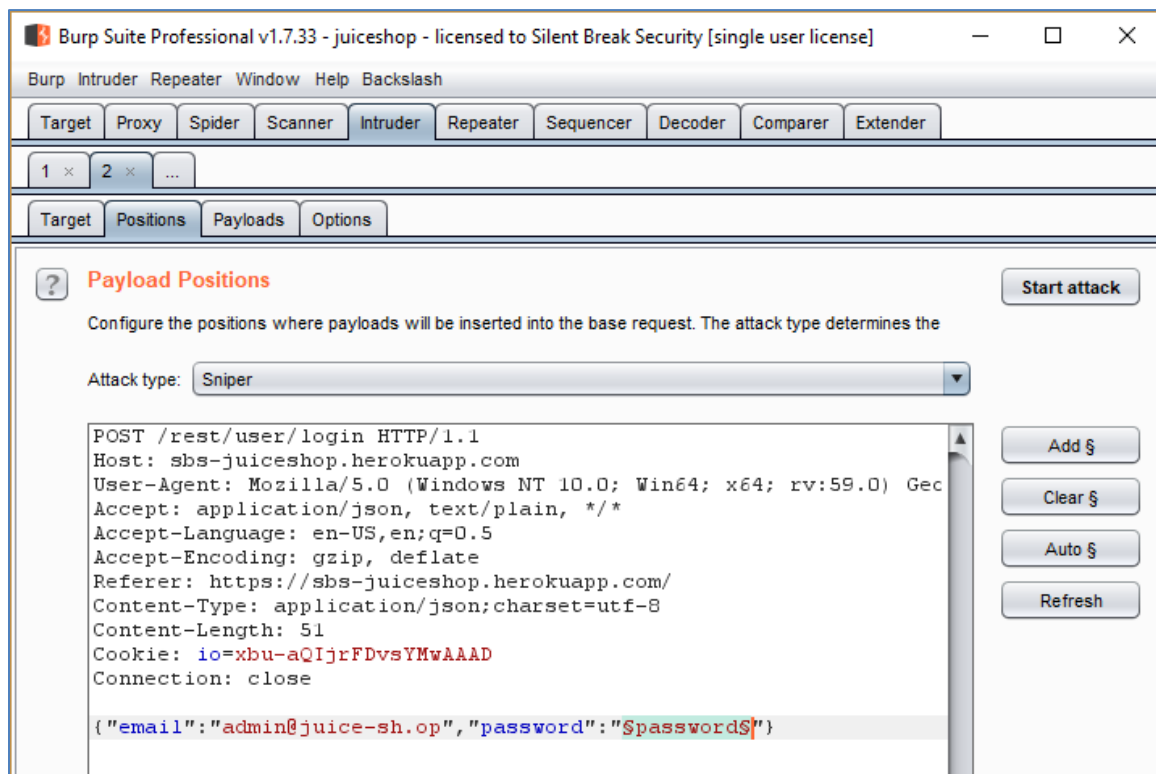 Burp Suite Professional v1.7.33 - juiceshop - licensed to Silent Break Security [single user license]
Burp Intruder Repeater Window Help Backslash
Target Proxy Spider Scanner Intruder Repeater Sequencer Decoder Comparer Extender
1 × 2 × ...
Target Positions Payloads Options
? Payload Positions
Start attack
Configure the positions where payloads will be inserted into the base request. The attack type determines the
Attack type: Sniper
POST /rest/user/login HTTP/1.1
Host: sbs-juiceshop.herokuapp.com
User-Agent: Mozilla/5.0 (Windows NT 10.0; Win64; x64; rv:59.0) Gec
Accept: application/json, text/plain, */*
Accept-Language: en-US,en;q=0.5
Accept-Encoding: gzip, deflate
Referer: https://sbs-juiceshop.herokuapp.com/
Content-Type: application/json;charset=utf-8
Content-Length: 51
Cookie: io=xbu-aQIjrFDvsYMwAAAD
Connection: close
{"email":"admin@juice-sh.op","password":"§password§"}
Add §
Clear §
Auto §
Refresh